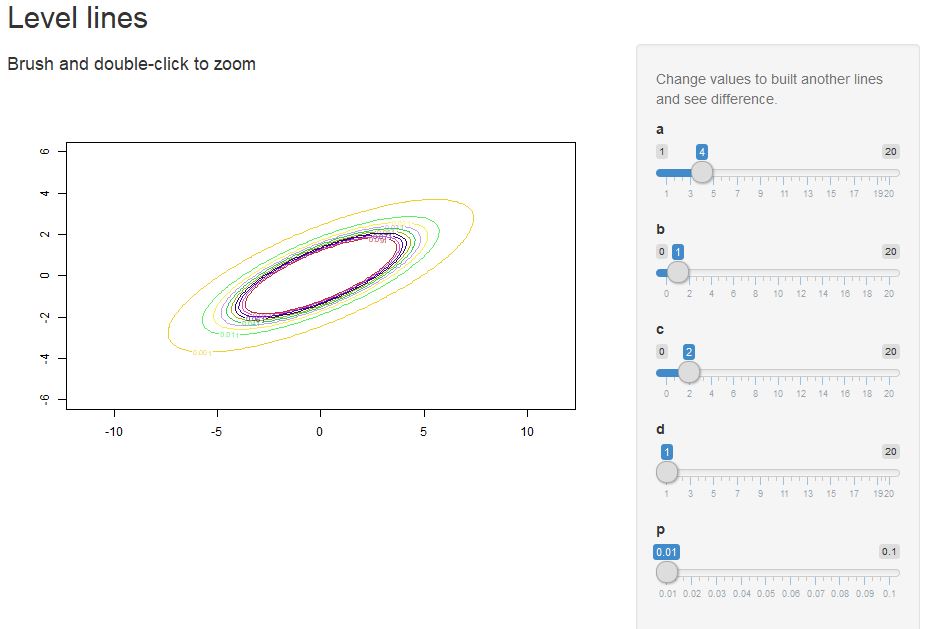 Level lines
Brush and double-click to zoom
6
4
2
0
-2
-4
-6
0.011
0.001
-10
-5
0
5
10
Change values to built another lines
and see difference.
a
1 4 20
1 3 5 7 9 11 13 15 17 19 20
b
0 1 20
0 2 4 6 8 10 12 14 16 18 20
c
0 2 20
0 2 4 6 8 10 12 14 16 18 20
d
1 20
1 3 5 7 9 11 13 15 17 19 20
p
0.01 0.1
0.01 0.02 0.03 0.04 0.05 0.06 0.07 0.08 0.09 0.1